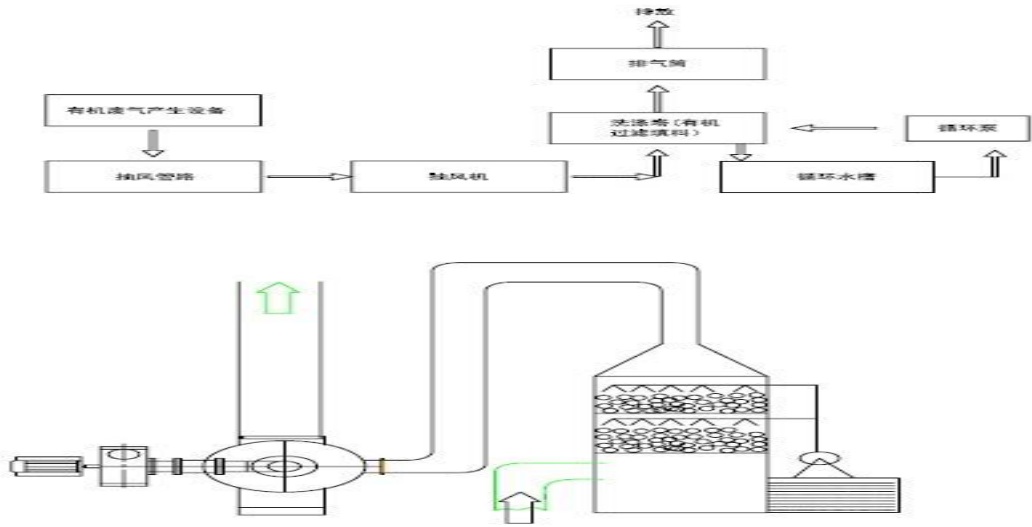 排放
排气筒
有机废气产生设备
洗涤塔(有机
过滤填料)
循环泵
抽风管路
抽风机
循环水槽